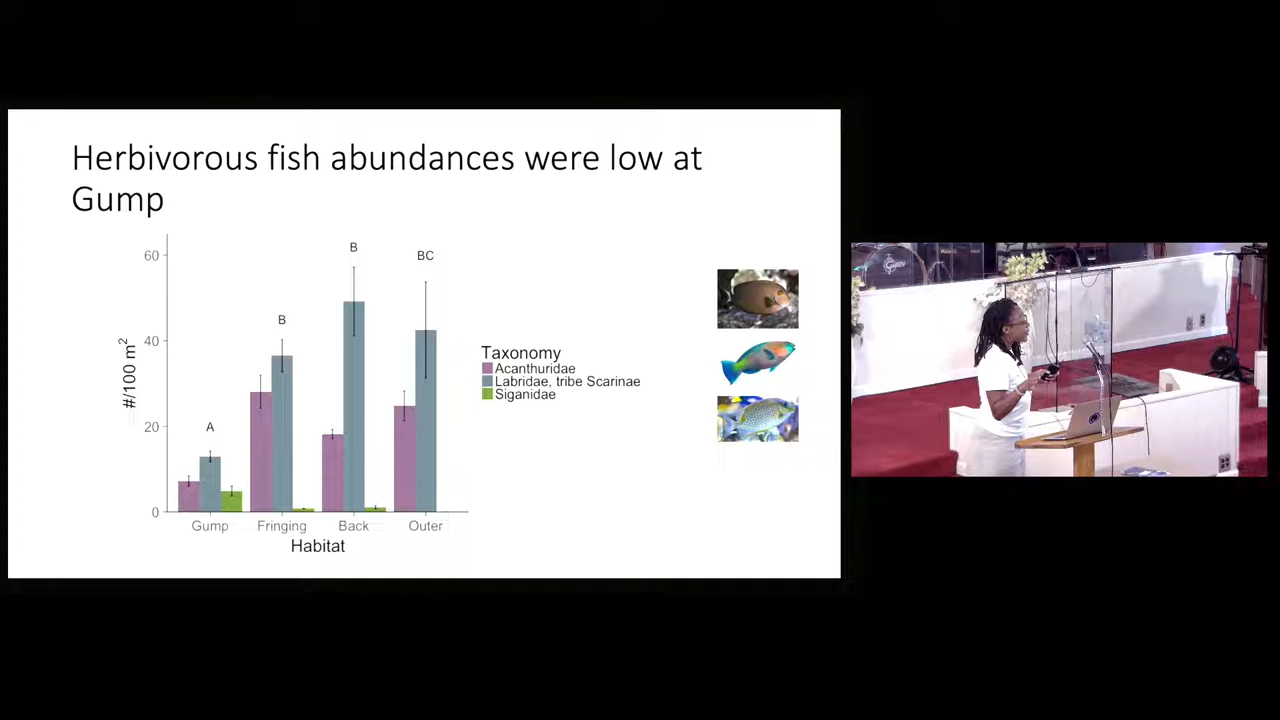 Herbivorous fish abundances were low at
Gump
60
40
20
0
#/100 m²
A
B
B
BC
Gump
Fringing
Back
Outer
Habitat
Taxonomy
Acanthuridae
Labridae, tribe Scarinae
Siganidae